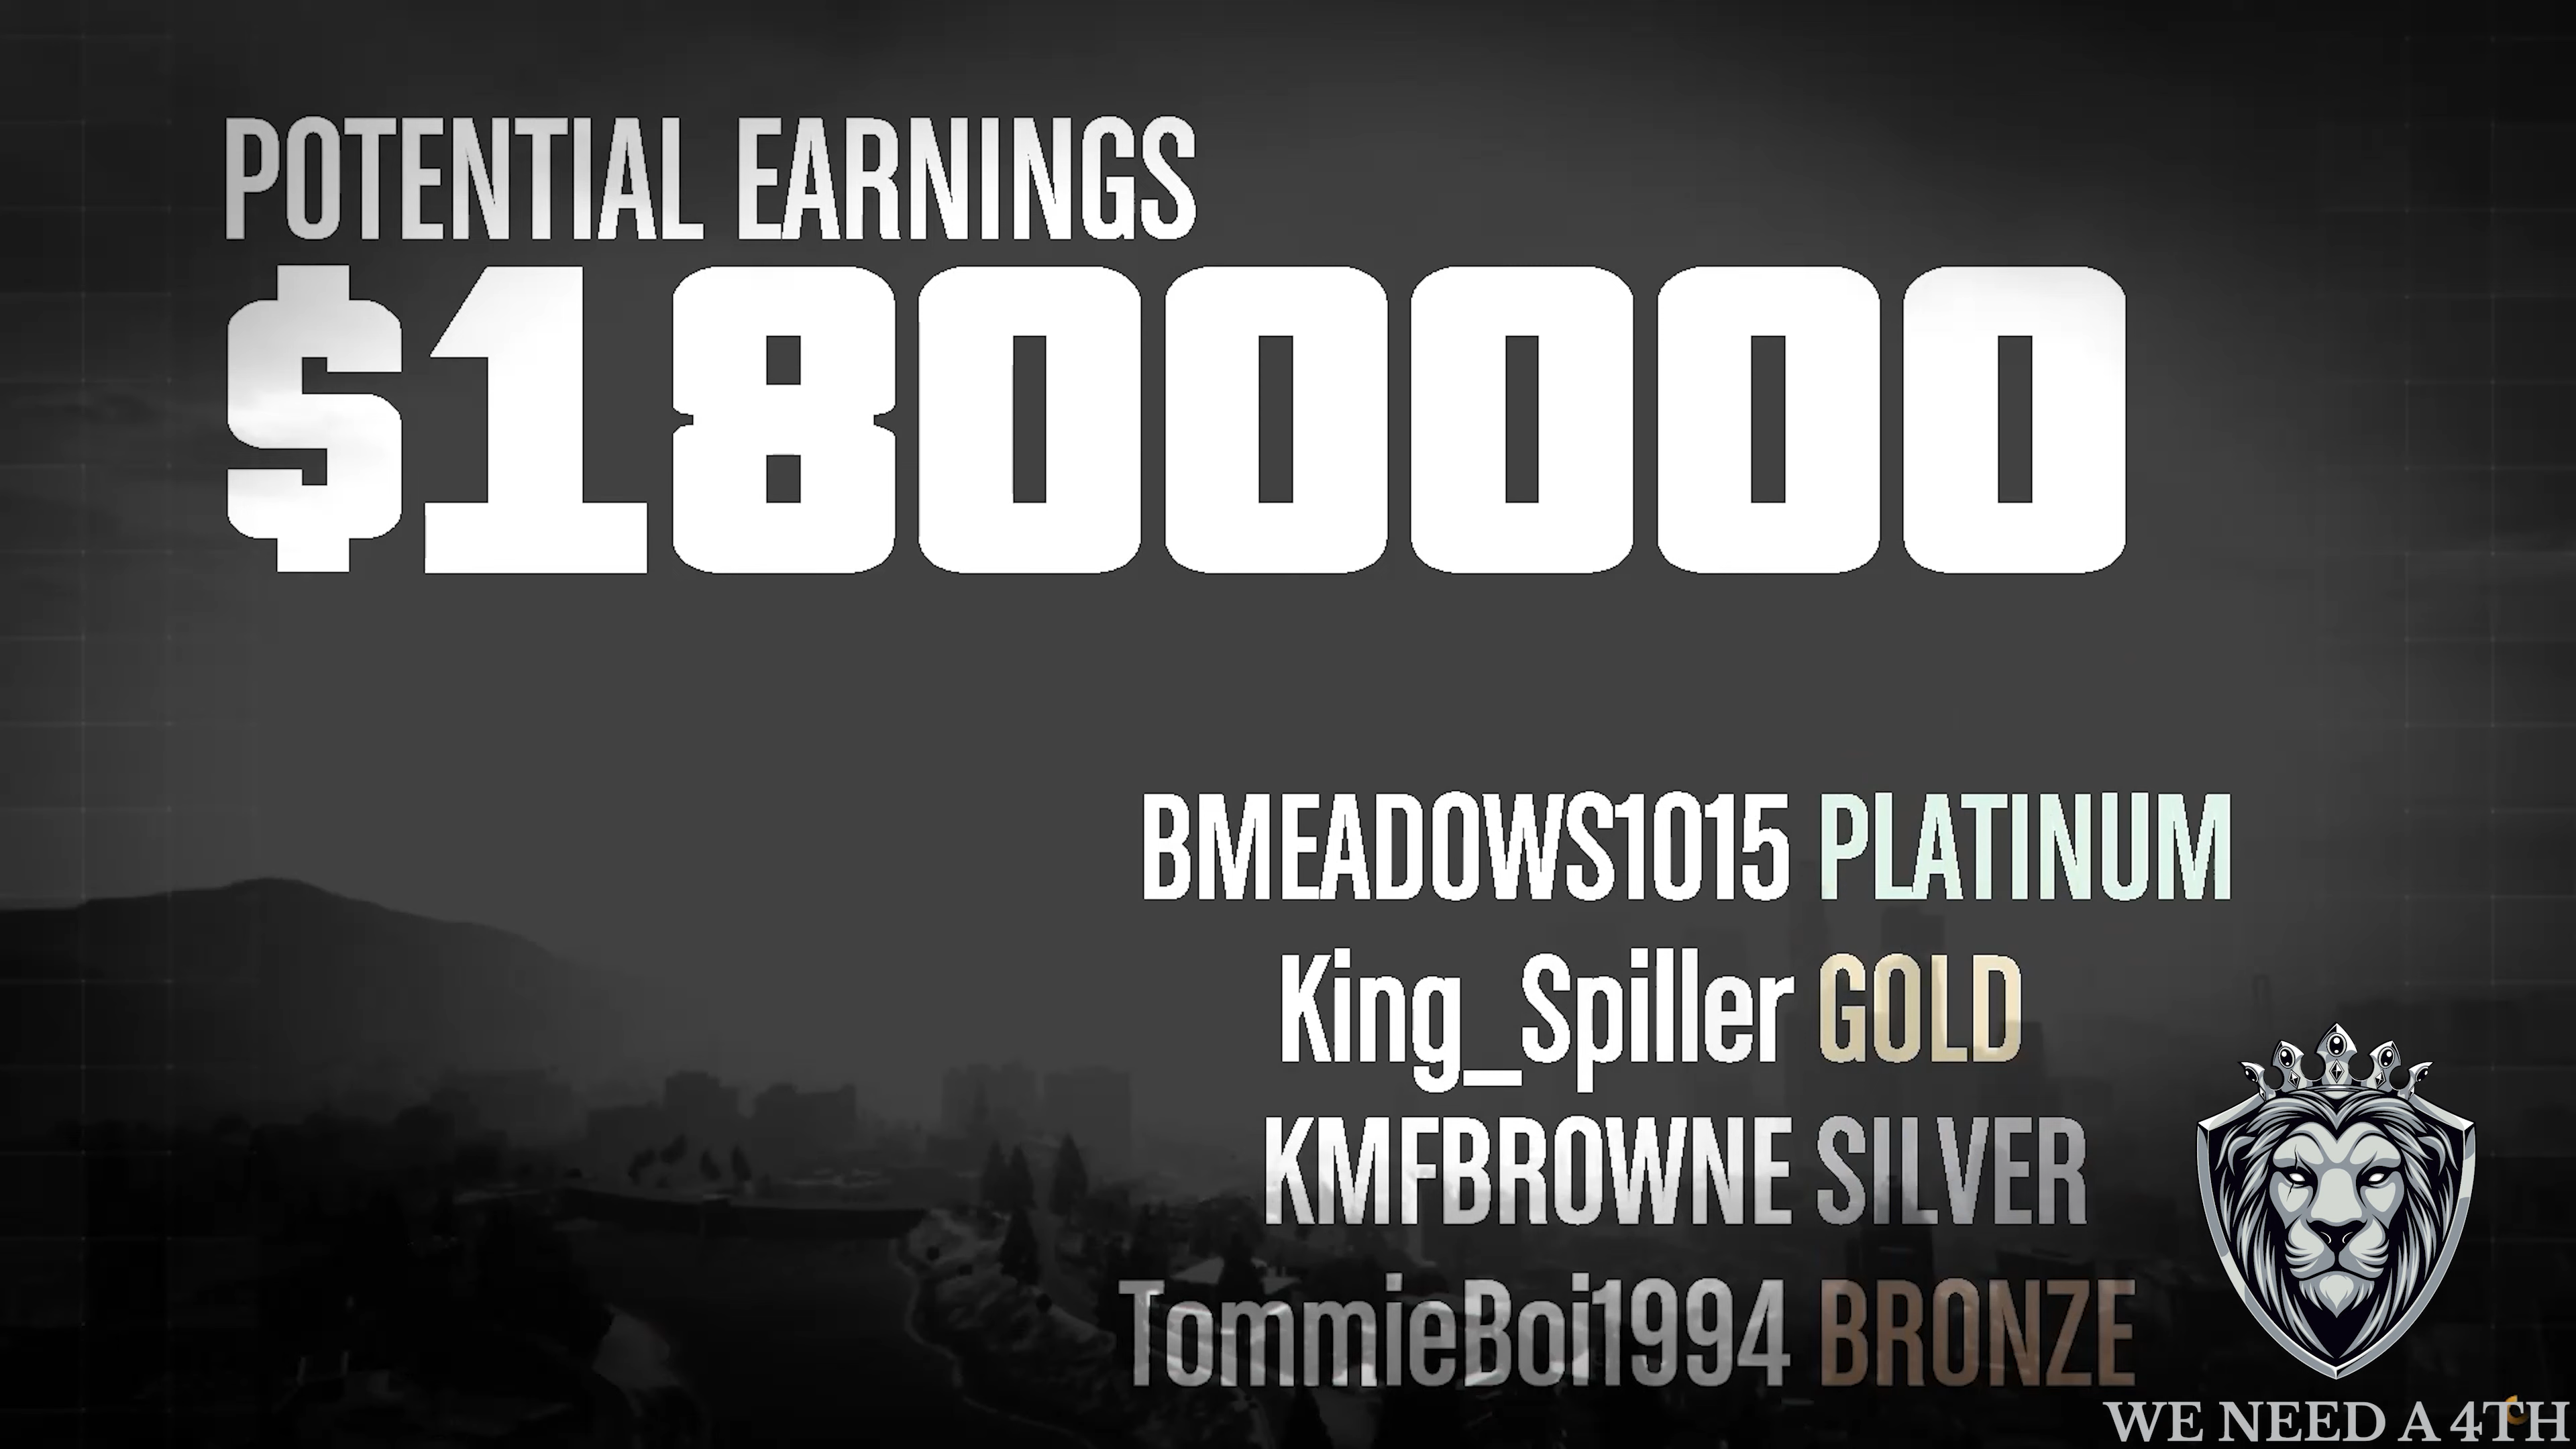 POTENTIAL EARNINGS
$1800000
BMEADOWS1015 PLATINUM
King_Spiller GOLD
KMFBROWNE SILVER
TommieBoi1994 BRONZE
WE NEED A 4TH